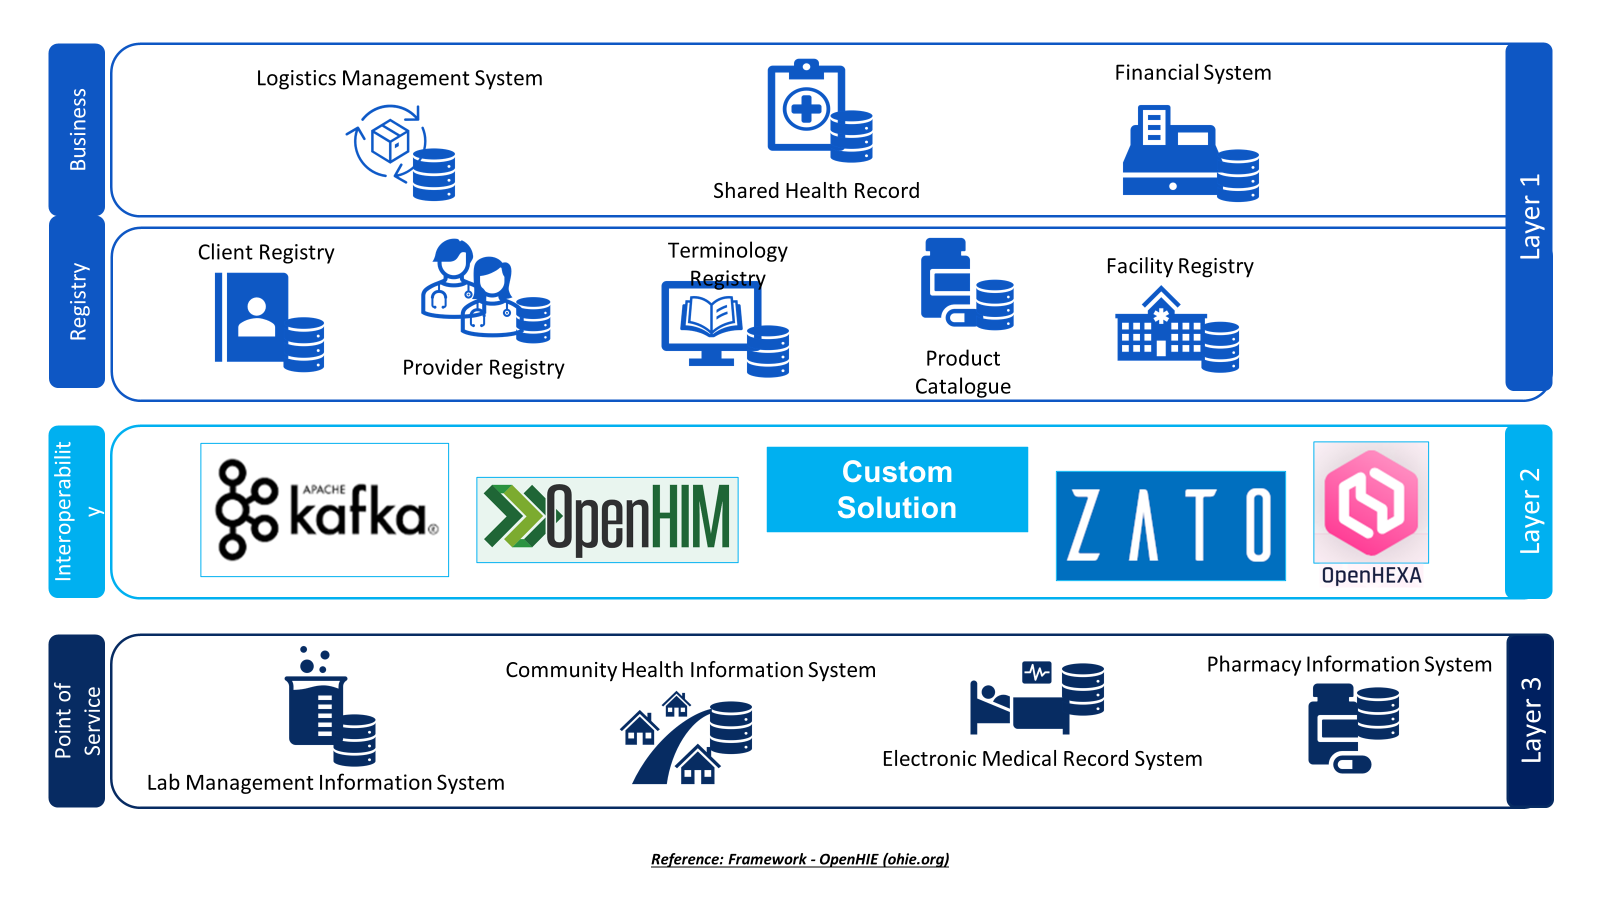 Business
Logistics Management System
Shared Health Record
Financial System
Layer 1
Registry
Client Registry
Provider Registry
Terminology
Registry
Product
Catalogue
Facility Registry
Interoperabilit
y
APACHE
kafka®
OpenHIM
Custom
Solution
ZATO
OpenHEXA
Layer 2
Point of
Service
Lab Management Information System
Community Health Information System
Electronic Medical Record System
Pharmacy Information System
Layer 3
Reference: Framework - OpenHIE (ohie.org)